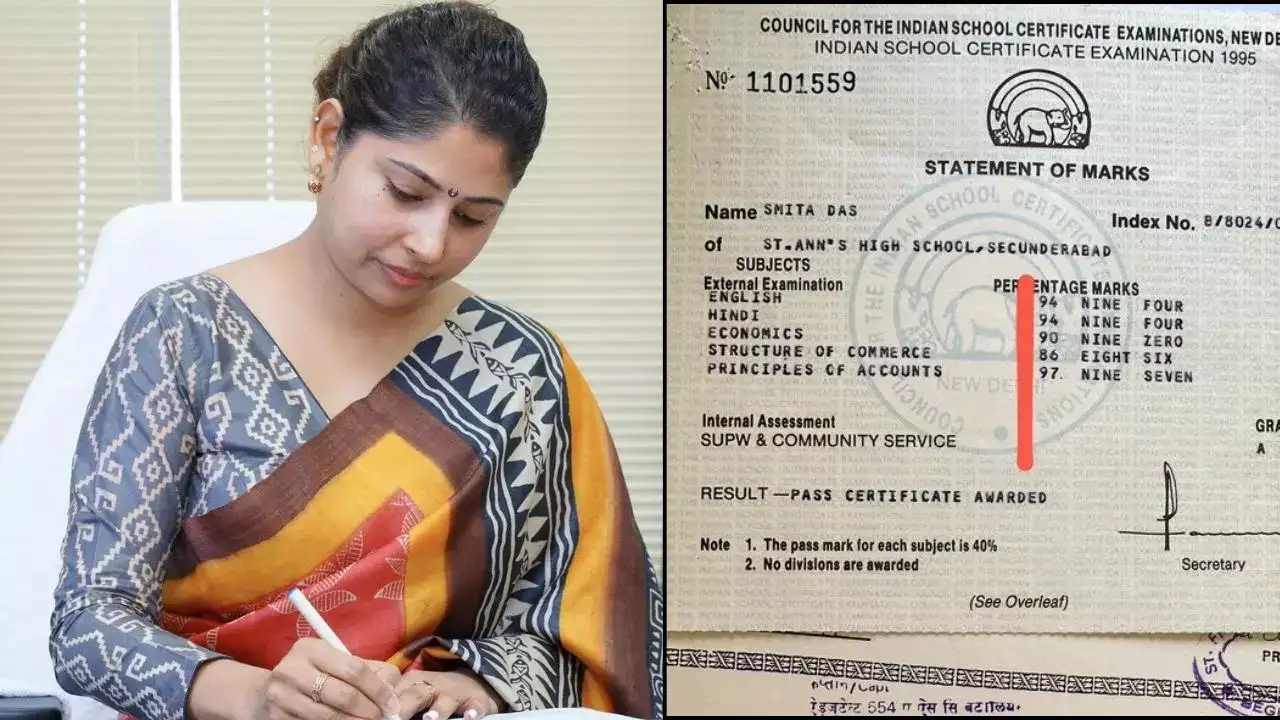 COUNCIL FOR THE INDIAN SCHOOL CERTIFICATE EXAMINATIONS, NEW DE
INDIAN SCHOOL CERTIFICATE EXAMINATION 1995
No. 1101559
STATEMENT OF MARKS
Name SMITA DAS Index No. B/8024/0
of ST.ANN'S HIGH SCHOOL,SECUNDERABAD
SUBJECTS
External Examination PERCENTAGE MARKS
ENGLISH 94 NINE FOUR
HINDI 94 NINE FOUR
ECONOMICS 90 NINE ZERO
STRUCTURE OF COMMERCE 86 EIGHT SIX
PRINCIPLES OF ACCOUNTS 97 NINE SEVEN
NEW DELHI
Internal Assessment GRA
SUPW & COMMUNITY SERVICE A
RESULT —PASS CERTIFICATE AWARDED
Note 1. The pass mark for each subject is 40%
2. No divisions are awarded
Secretary
(See Overleaf)